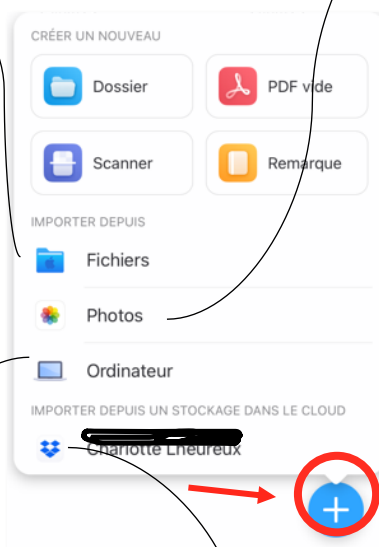 CRÉER UN NOUVEAU
Dossier
PDF vide
Scanner
Remarque
IMPORTER DEPUIS
Fichiers
Photos
Ordinateur
IMPORTER DEPUIS UN STOCKAGE DANS LE CLOUD